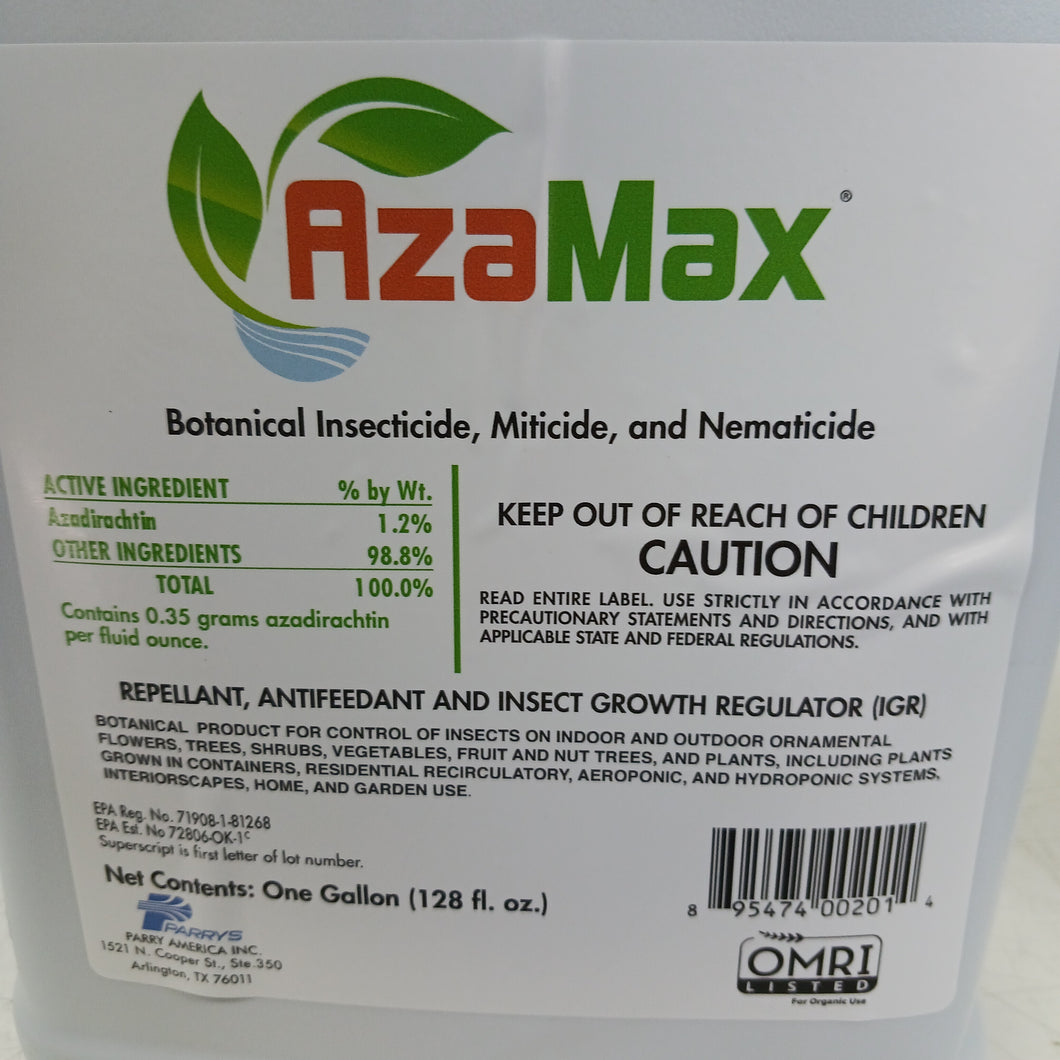 AzaMax®
Botanical Insecticide, Miticide, and Nematicide
ACTIVE INGREDIENT % by Wt.
Azadirachtin 1.2%
OTHER INGREDIENTS 98.8%
TOTAL 100.0%
Contains 0.35 grams azadirachtin
per fluid ounce.
KEEP OUT OF REACH OF CHILDREN
CAUTION
READ ENTIRE LABEL. USE STRICTLY IN ACCORDANCE WITH
PRECAUTIONARY STATEMENTS AND DIRECTIONS, AND WITH
APPLICABLE STATE AND FEDERAL REGULATIONS.
REPELLANT, ANTIFEEDANT AND INSECT GROWTH REGULATOR (IGR)
BOTANICAL PRODUCT FOR CONTROL OF INSECTS ON INDOOR AND OUTDOOR ORNAMENTAL
FLOWERS, TREES, SHRUBS, VEGETABLES, FRUIT AND NUT TREES, AND PLANTS, INCLUDING PLANTS
GROWN IN CONTAINERS, RESIDENTIAL RECIRCULATORY, AEROPONIC, AND HYDROPONIC SYSTEMS,
INTERIORSCAPES, HOME, AND GARDEN USE.
EPA Reg. No. 71908-1-81268
EPA Est. No 72806-OK-1ᶜ
Superscript is first letter of lot number.
Net Contents: One Gallon (128 fl. oz.)
PARRYS
PARRY AMERICA INC.
1521 N. Cooper St., Ste 350
Arlington, TX 76011
8 95474 00201 4
OMRI
LISTED
For Organic Use